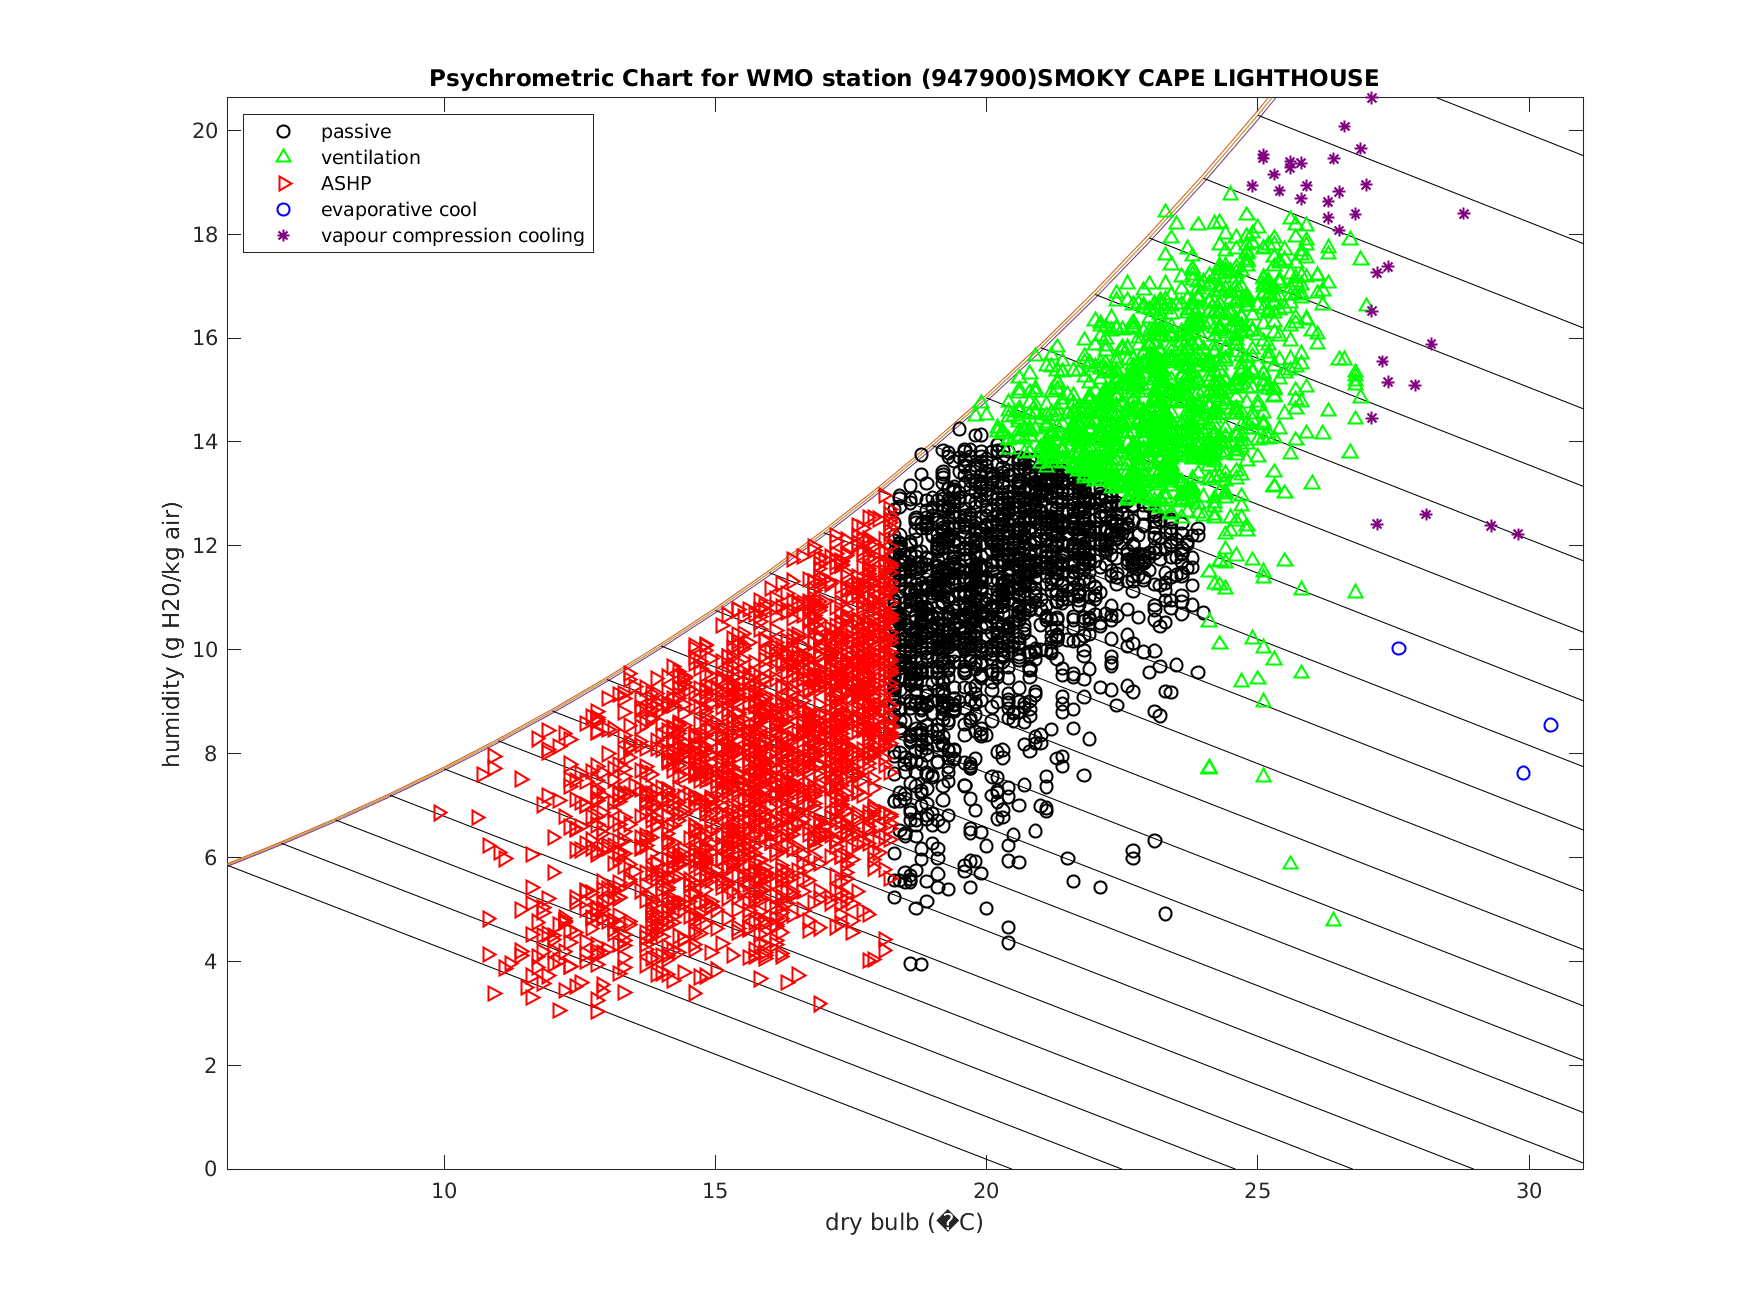 Psychrometric Chart for WMO station (947900)SMOKY CAPE LIGHTHOUSE
passive
ventilation
ASHP
evaporative cool
vapour compression cooling
humidity (g H20/kg air)
20
18
16
14
12
10
8
6
4
2
0
10 15 20 25 30
dry bulb (�C)